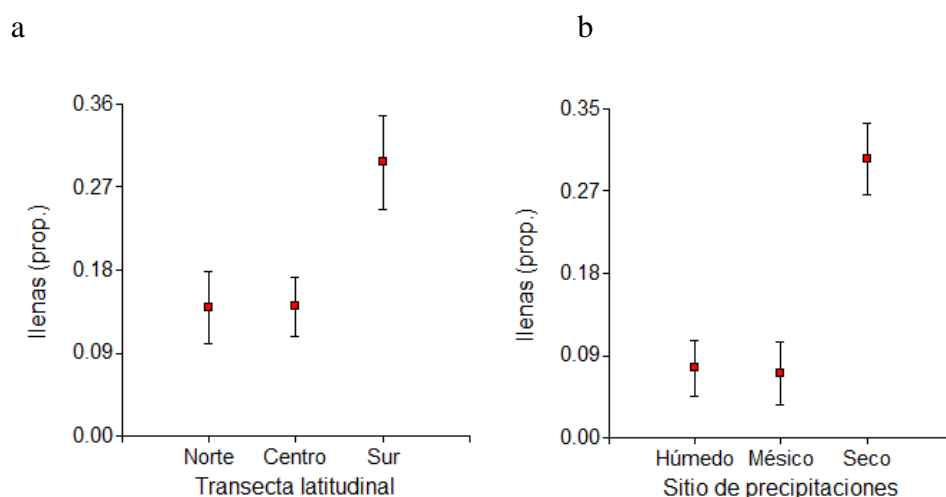 a
b
0.36
0.27
0.18
0.09
0.00
llenas (prop.)
Norte Centro Sur
Transecta latitudinal
0.35
0.27
0.18
0.09
0.00
llenas (prop.)
Húmedo Mésico Seco
Sitio de precipitaciones